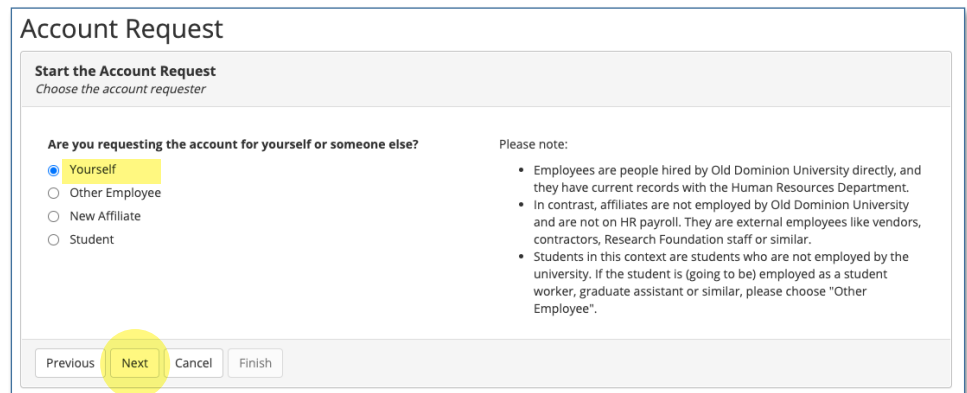 Account Request
Start the Account Request
Choose the account requester
Are you requesting the account for yourself or someone else?
Yourself
Other Employee
New Affiliate
Student
Please note:
• Employees are people hired by Old Dominion University directly, and
they have current records with the Human Resources Department.
• In contrast, affiliates are not employed by Old Dominion University
and are not on HR payroll. They are external employees like vendors,
contractors, Research Foundation staff or similar.
• Students in this context are students who are not employed by the
university. If the student is (going to be) employed as a student
worker, graduate assistant or similar, please choose "Other
Employee".
Previous Next Cancel Finish